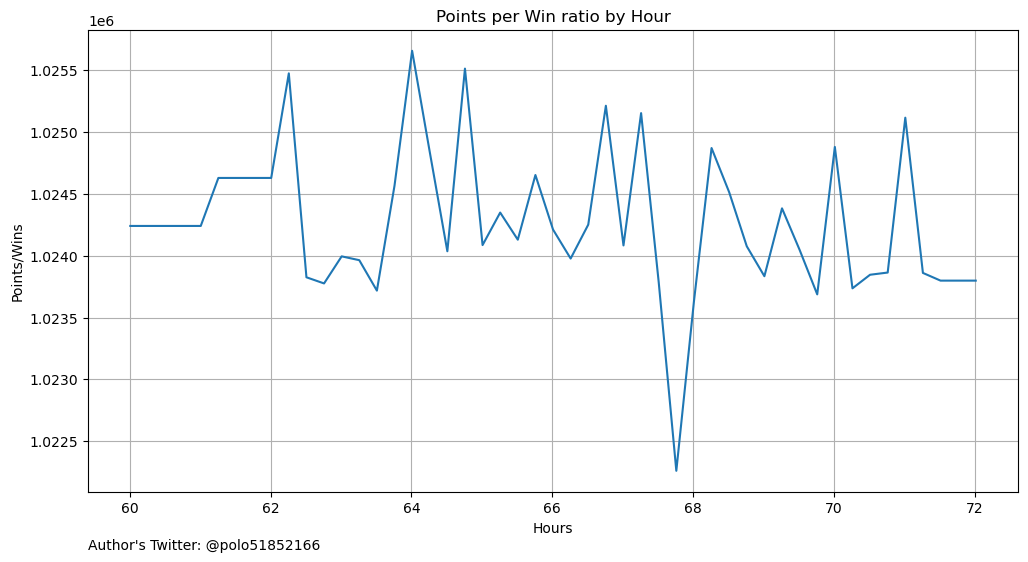 Points per Win ratio by Hour
1e6
1.0255
1.0250
1.0245
1.0240
1.0235
1.0230
1.0225
Points/Wins
60 62 64 66 68 70 72
Hours
Author's Twitter: @polo51852166